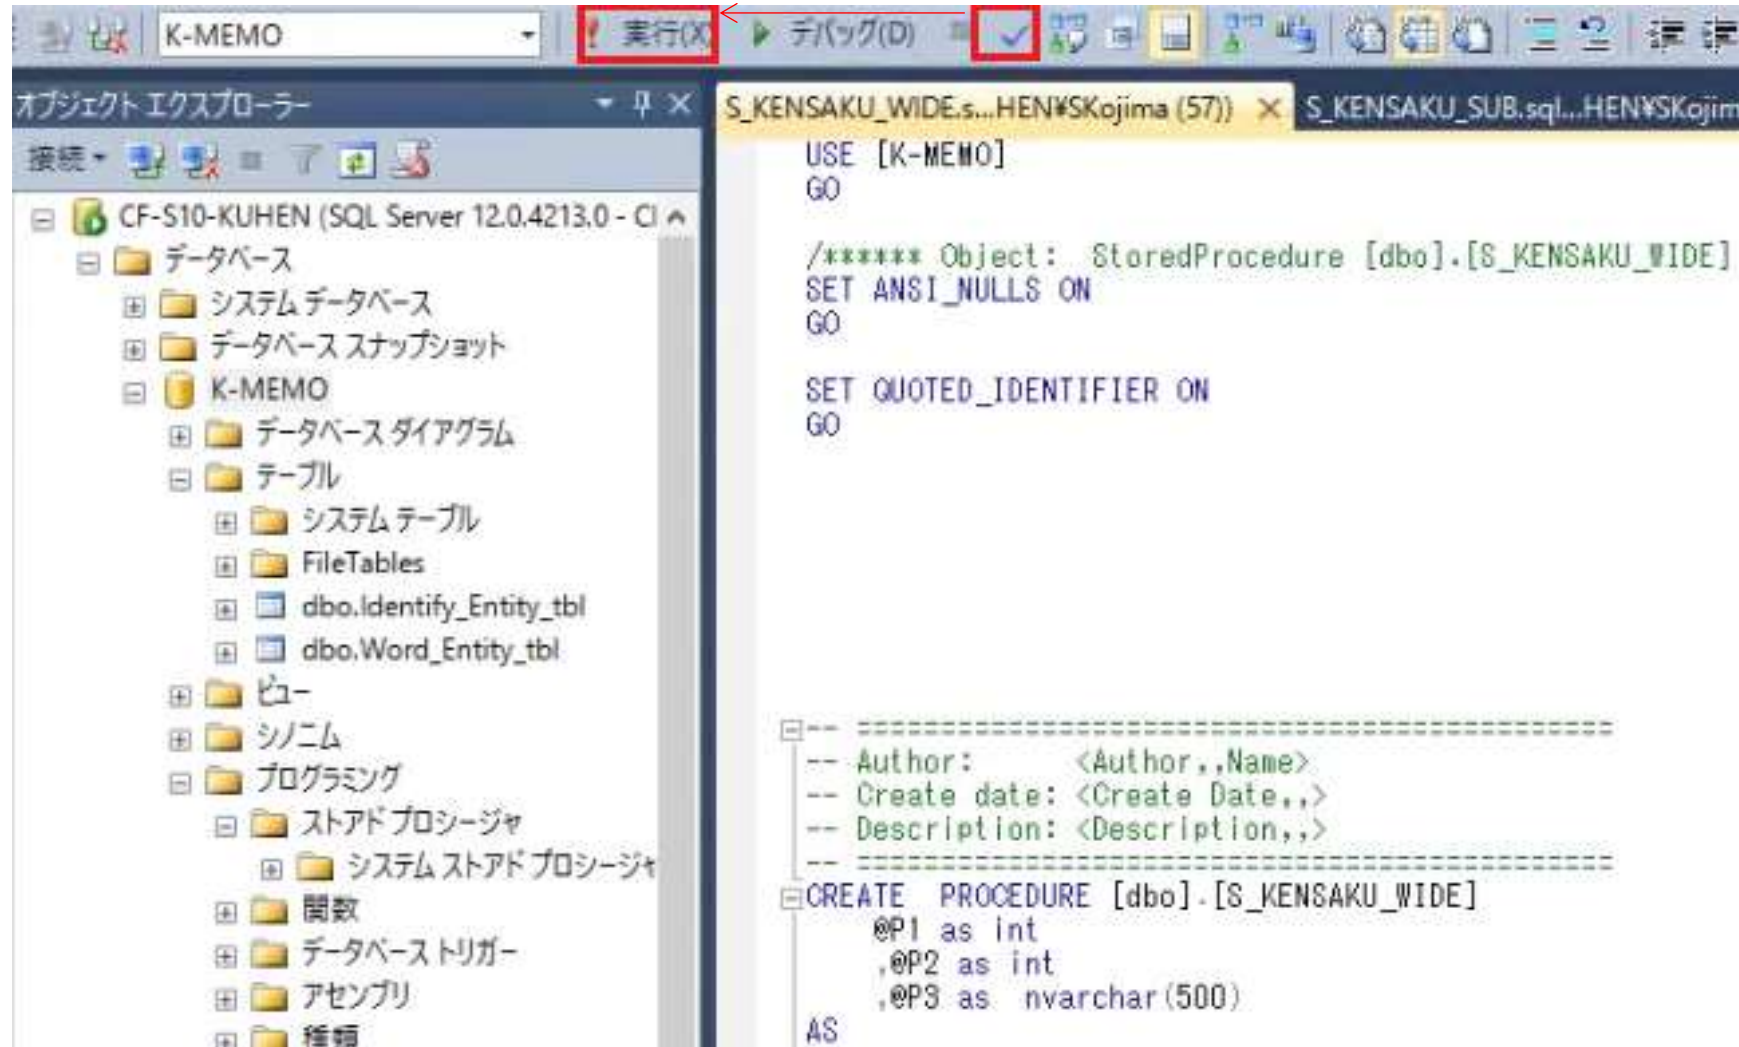 K-MEMO
実行(X)
デバッグ(D)
オブジェクト エクスプローラー
接続
CF-S10-KUHEN (SQL Server 12.0.4213.0 - Cl
データベース
システム データベース
データベース スナップショット
K-MEMO
データベース ダイアグラム
テーブル
システム テーブル
FileTables
dbo.Identify_Entity_tbl
dbo.Word_Entity_tbl
ビュー
シノニム
プログラミング
ストアド プロシージャ
システム ストアド プロシージャ
関数
データベース トリガー
アセンブリ
種類
S_KENSAKU_WIDE.s...HEN¥SKojima (57))
S_KENSAKU_SUB.sql...HEN¥SKojim
USE [K-MEMO]
GO
/****** Object:  StoredProcedure [dbo].[S_KENSAKU_WIDE]
SET ANSI_NULLS ON
GO
SET QUOTED_IDENTIFIER ON
GO
-- =============================================
-- Author:      <Author,,Name>
-- Create date: <Create Date,,>
-- Description: <Description,,>
-- =============================================
CREATE  PROCEDURE [dbo].[S_KENSAKU_WIDE]
@P1 as int
,@P2 as int
,@P3 as  nvarchar(500)
AS